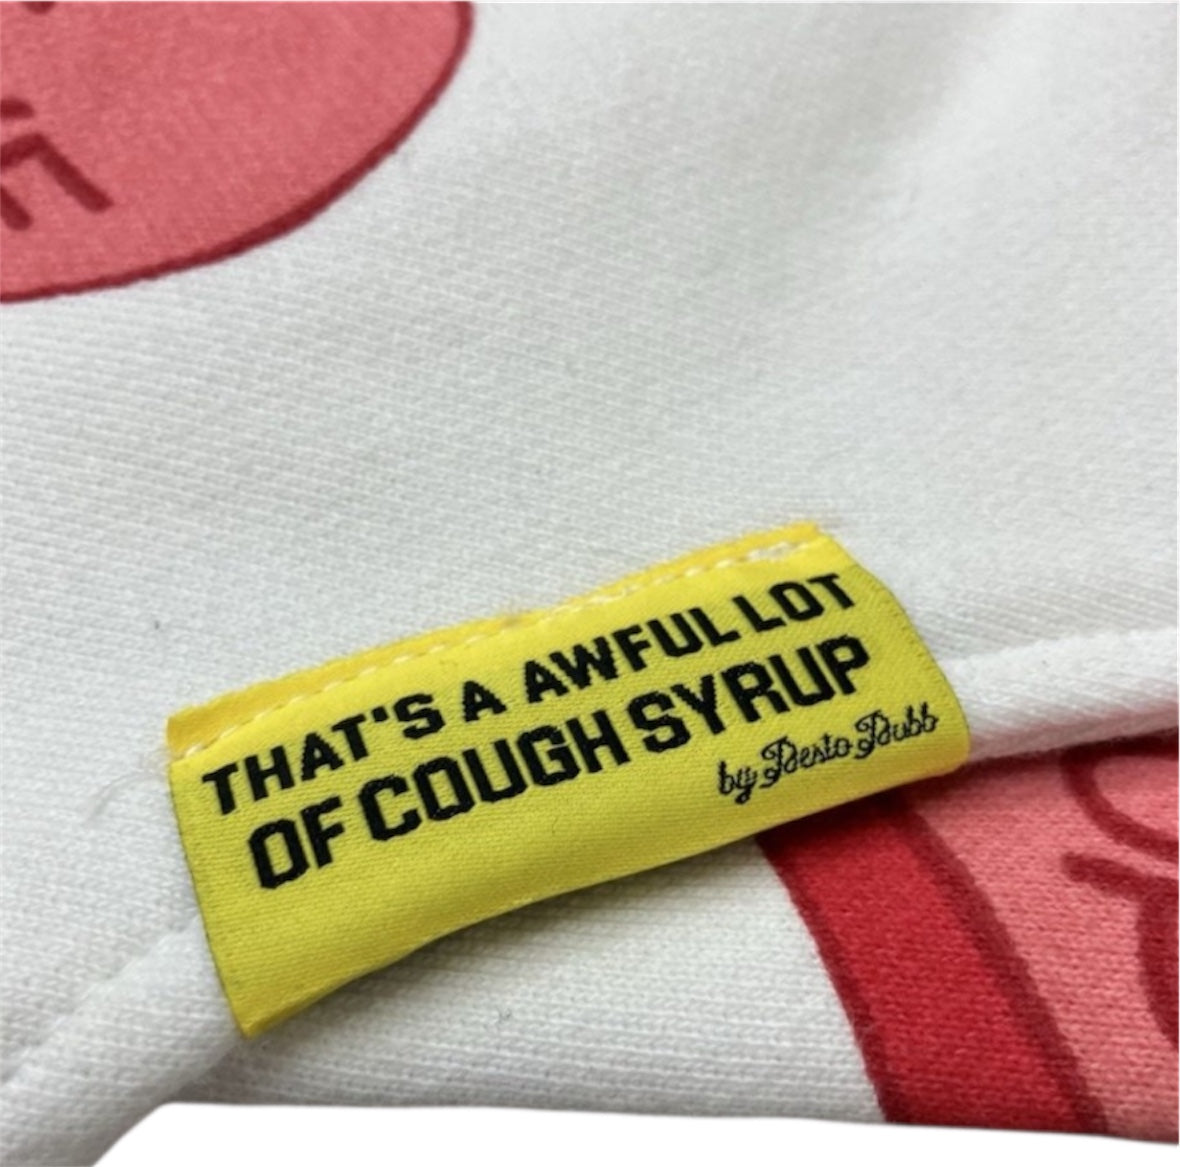 THAT'S A AWFUL LOT
OF COUGH SYRUP
by Desto Dubb